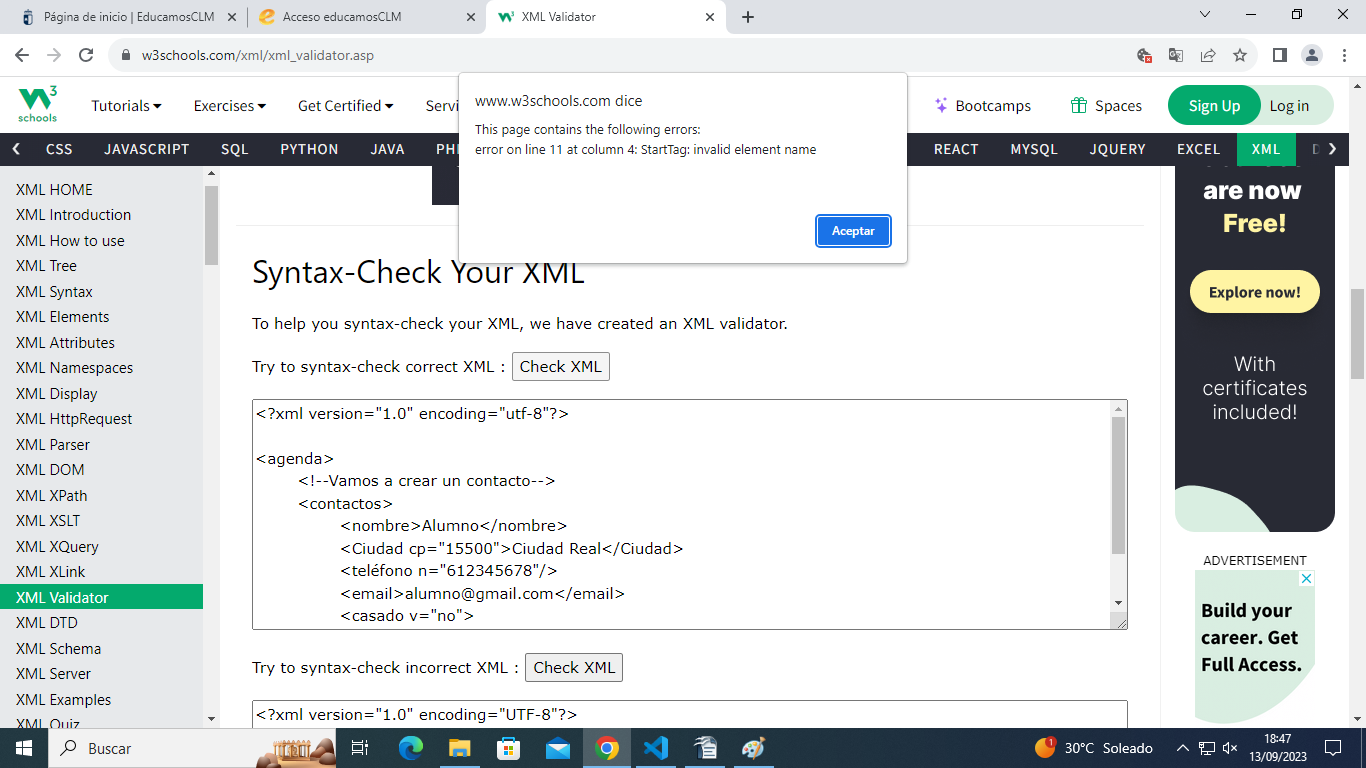 Página de inicio | EducamosCLM
Acceso educamosCLM
XML Validator
w3schools.com/xml/xml_validator.asp
www.w3schools.com dice
This page contains the following errors:
error on line 11 at column 4: StartTag: invalid element name
Aceptar
3
schools
Tutorials
Exercises
Get Certified
Servi
Bootcamps
Spaces
Sign Up
Log in
CSS
JAVASCRIPT
SQL
PYTHON
JAVA
REACT
MYSQL
JQUERY
EXCEL
XML
XML HOME
XML Introduction
XML How to use
XML Tree
XML Syntax
XML Elements
XML Attributes
XML Namespaces
XML Display
XML HttpRequest
XML Parser
XML DOM
XML XPath
XML XSLT
XML XQuery
XML XLink
XML Validator
XML DTD
XML Schema
XML Server
XML Examples
XML Quiz
Syntax-Check Your XML
To help you syntax-check your XML, we have created an XML validator.
Try to syntax-check correct XML : Check XML
<?xml version="1.0" encoding="utf-8"?>
<agenda>
<!--Vamos a crear un contacto-->
<contactos>
<nombre>Alumno</nombre>
<Ciudad cp="15500">Ciudad Real</Ciudad>
<teléfono n="612345678"/>
<email>alumno@gmail.com</email>
<casado v="no">
Try to syntax-check incorrect XML : Check XML
<?xml version="1.0" encoding="UTF-8"?>
are now
Free!
Explore now!
With
certificates
included!
ADVERTISEMENT
Build your
career. Get
Full Access.
Buscar
1
30°C Soleado
18:47
13/09/2023